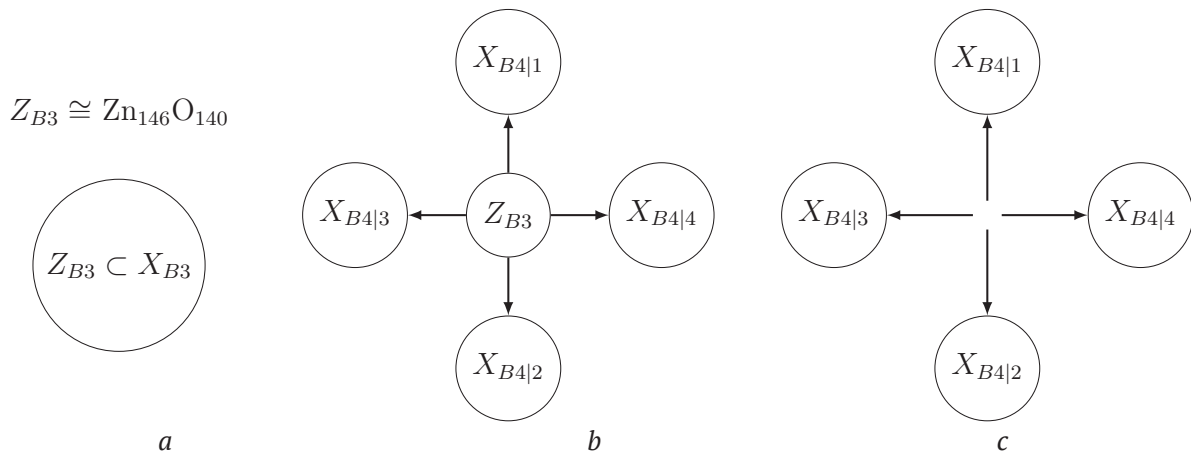 Z_{B3} ≅ Zn_{146}O_{140}
Z_{B3} ⊂ X_{B3}
a
X_{B4|1}
X_{B4|3}
Z_{B3}
X_{B4|4}
X_{B4|2}
b
X_{B4|1}
X_{B4|3}
X_{B4|4}
X_{B4|2}
c